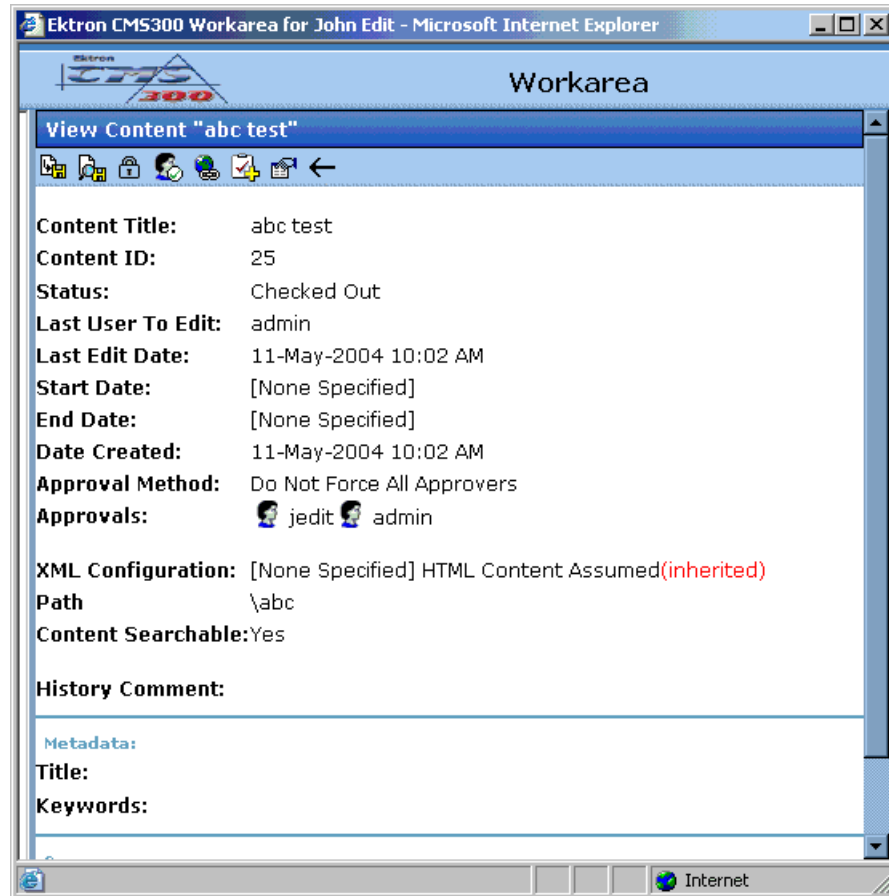 Ektron CMS300 Workarea for John Edit - Microsoft Internet Explorer
Ektron
CMS
300
Workarea
View Content "abc test"
Content Title: abc test
Content ID: 25
Status: Checked Out
Last User To Edit: admin
Last Edit Date: 11-May-2004 10:02 AM
Start Date: [None Specified]
End Date: [None Specified]
Date Created: 11-May-2004 10:02 AM
Approval Method: Do Not Force All Approvers
Approvals: jedit admin
XML Configuration: [None Specified] HTML Content Assumed(inherited)
Path \abc
Content Searchable:Yes
History Comment:
Metadata:
Title:
Keywords:
Internet